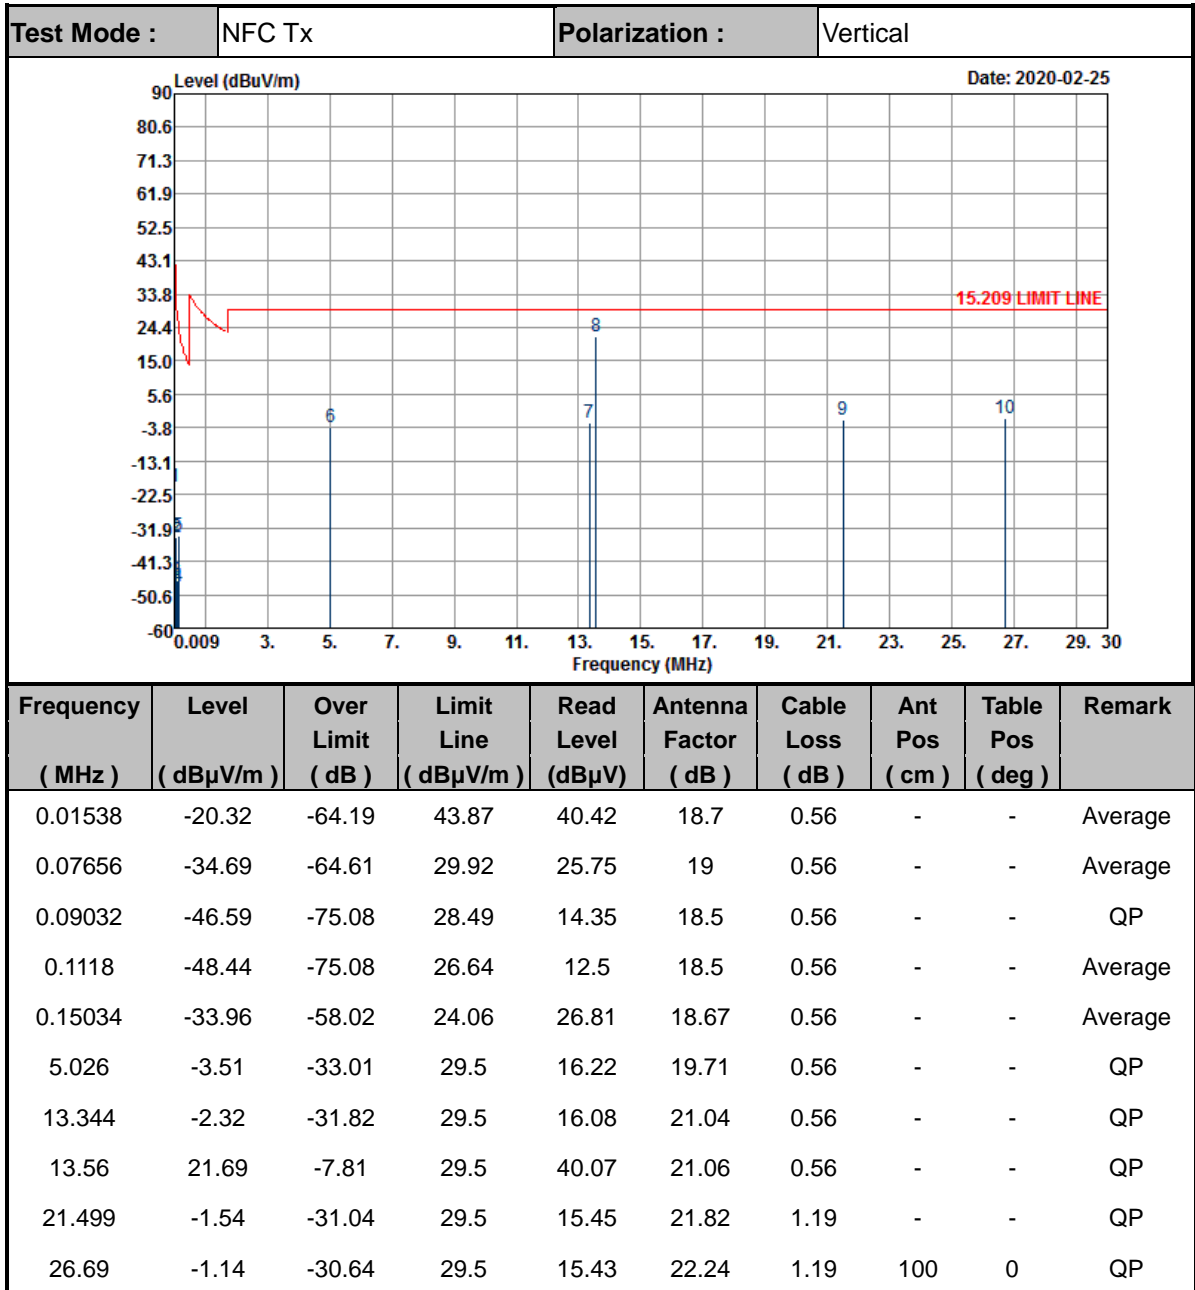 Test Mode : NFC Tx Polarization : Vertical
Level (dBuV/m) Date: 2020-02-25
90
80.6
71.3
61.9
52.5
43.1
33.8
15.209 LIMIT LINE
24.4
8
15.0
5.6
6 7 9 10
-3.8
-13.1
-22.5
-31.9
5
-41.3
-50.6
-60
0.009 3. 5. 7. 9. 11. 13. 15. 17. 19. 21. 23. 25. 27. 29. 30
Frequency (MHz)
Frequency Level Over Limit Read Antenna Cable Ant Table Remark
Limit Line Level Factor Loss Pos Pos
( MHz ) ( dBµV/m ) ( dB ) ( dBµV/m ) (dBµV) ( dB ) ( dB ) ( cm ) ( deg )
0.01538 -20.32 -64.19 43.87 40.42 18.7 0.56 - - Average
0.07656 -34.69 -64.61 29.92 25.75 19 0.56 - - Average
0.09032 -46.59 -75.08 28.49 14.35 18.5 0.56 - - QP
0.1118 -48.44 -75.08 26.64 12.5 18.5 0.56 - - Average
0.15034 -33.96 -58.02 24.06 26.81 18.67 0.56 - - Average
5.026 -3.51 -33.01 29.5 16.22 19.71 0.56 - - QP
13.344 -2.32 -31.82 29.5 16.08 21.04 0.56 - - QP
13.56 21.69 -7.81 29.5 40.07 21.06 0.56 - - QP
21.499 -1.54 -31.04 29.5 15.45 21.82 1.19 - - QP
26.69 -1.14 -30.64 29.5 15.43 22.24 1.19 100 0 QP